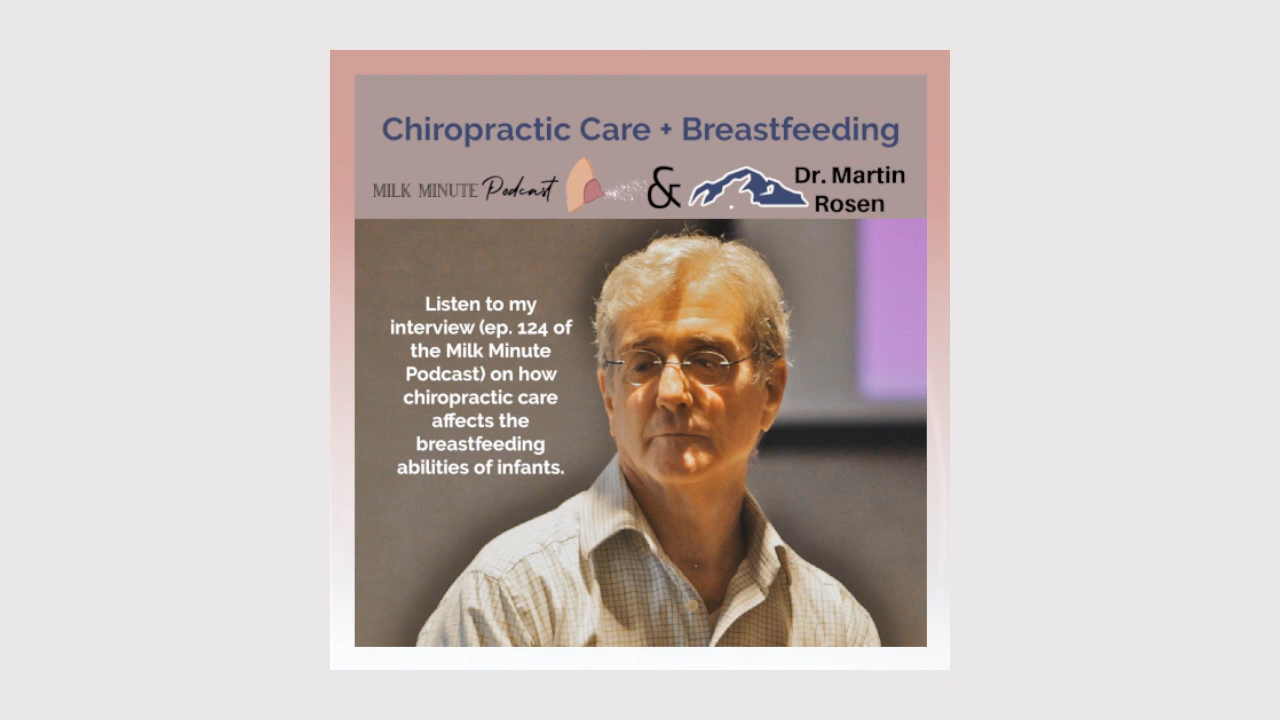 Chiropractic Care + Breastfeeding
MILK MINUTE Podcast & Dr. Martin
Rosen
Listen to my
interview (ep. 124 of
the Milk Minute
Podcast) on how
chiropractic care
affects the
breastfeeding
abilities of infants.